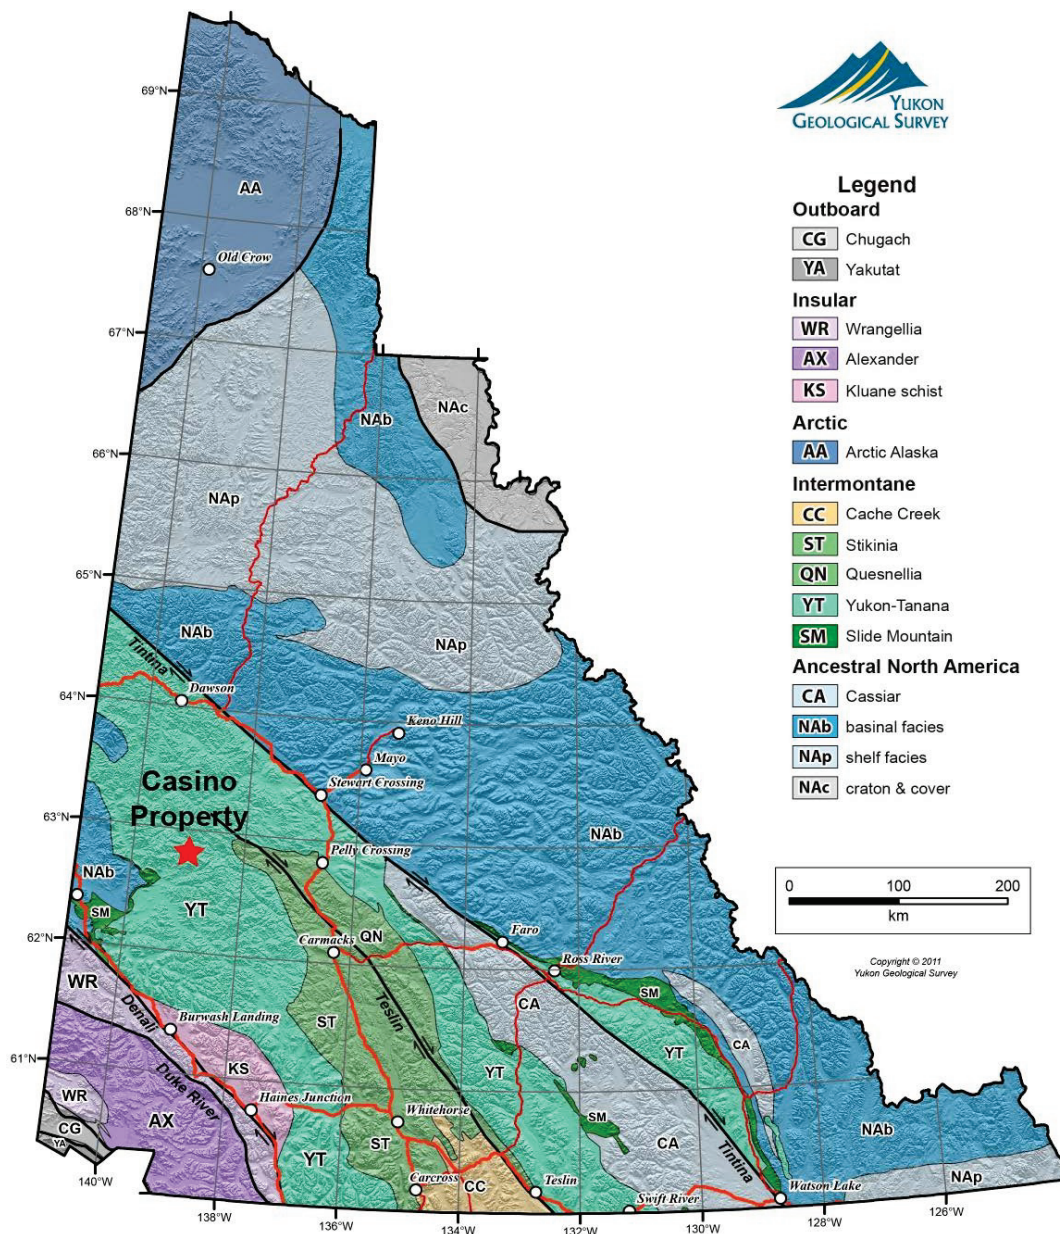 YUKON
GEOLOGICAL SURVEY
Legend
Outboard
CG Chugach
YA Yakutat
Insular
WR Wrangellia
AX Alexander
KS Kluane schist
Arctic
AA Arctic Alaska
Intermontane
CC Cache Creek
ST Stikinia
QN Quesnellia
YT Yukon-Tanana
SM Slide Mountain
Ancestral North America
CA Cassiar
NAb basinal facies
NAp shelf facies
NAc craton & cover
0 100 200
km
Copyright © 2011
Yukon Geological Survey
69°N
AA
68°N
Old Crow
67°N
NAc
NAb
66°N
NAp
65°N
NAb
NAp
Tintina
64°N
Dawson
Keno Hill
Mayo
Casino
Property
Stewart Crossing
63°N
NAb
Pelly Crossing
NAb
YT
SM
QN
Faro
62°N
Carmacks
Ross River
WR
SM
Denali
Teslin
CA
ST
Burwash Landing
CA
YT
61°N
KS
YT
Duke River
WR
Haines Junction
SM
AX
CG
Whitehorse
YA
ST
CA
NAb
YT
Tintina
NAp
Carcross
CC
Teslin
Swift River
Watson Lake
140°W
138°W
136°W
134°W
132°W
130°W
128°W
126°W